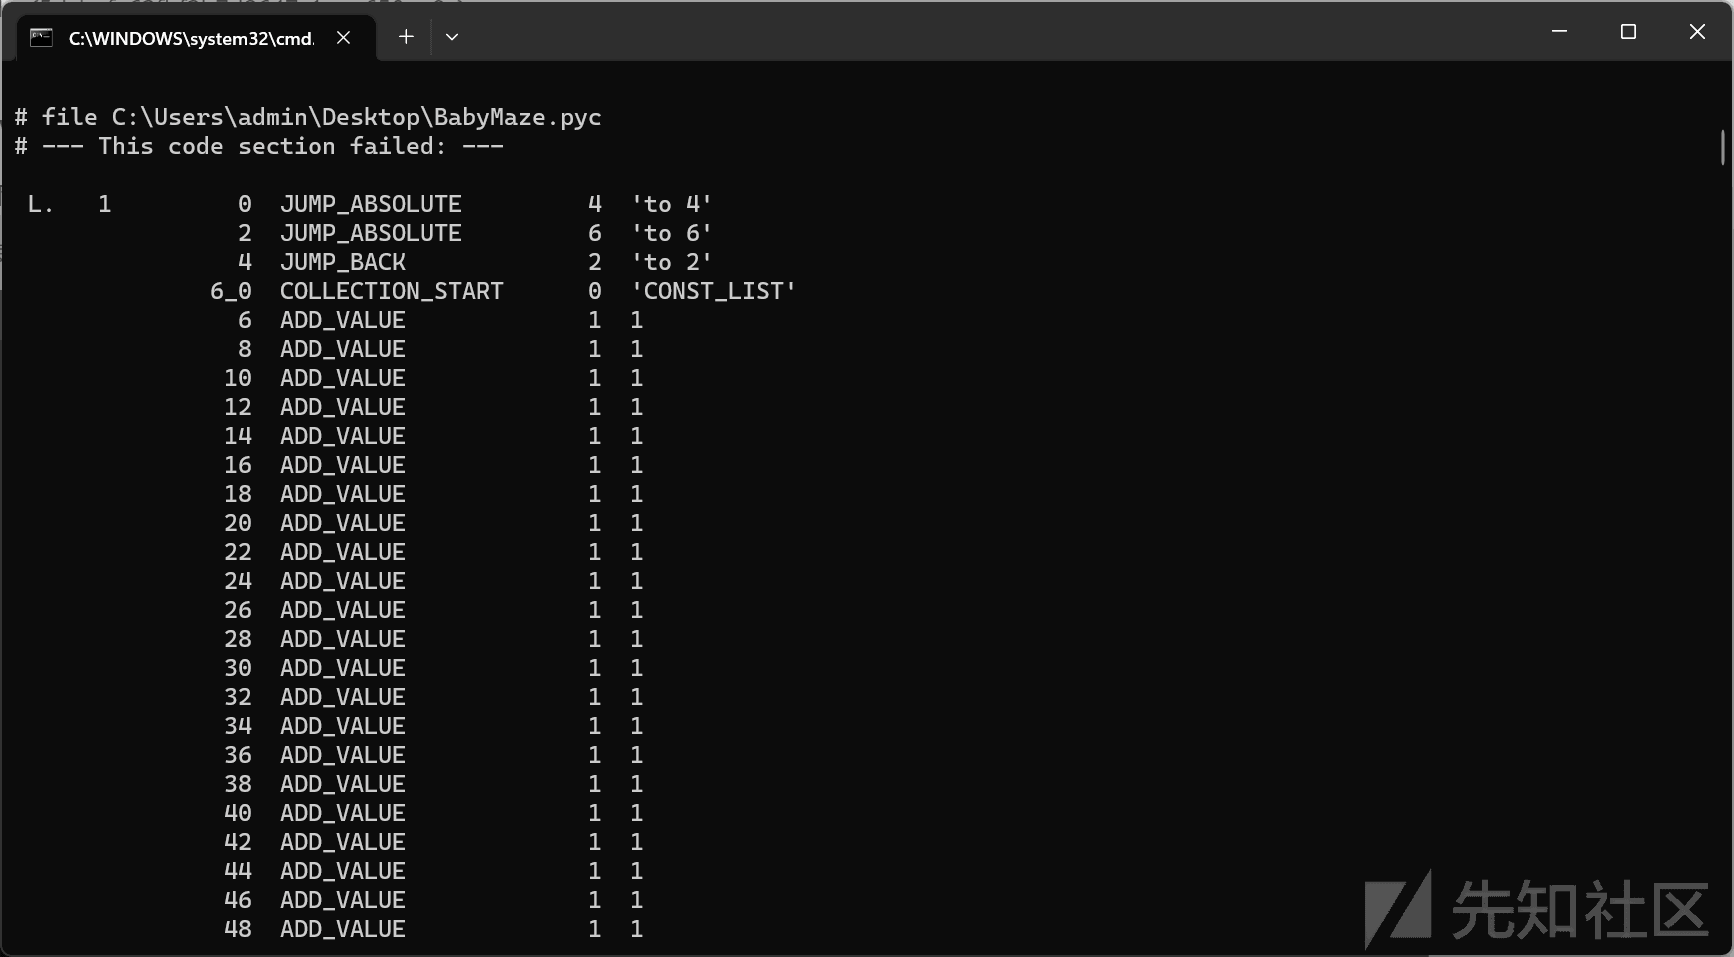 C:\WINDOWS\system32\cmd.
# file C:\Users\admin\Desktop\BabyMaze.pyc
# --- This code section failed: ---
L. 1 0 JUMP_ABSOLUTE 4 'to 4'
2 JUMP_ABSOLUTE 6 'to 6'
4 JUMP_BACK 2 'to 2'
6_0 COLLECTION_START 0 'CONST_LIST'
6 ADD_VALUE 1 1
8 ADD_VALUE 1 1
10 ADD_VALUE 1 1
12 ADD_VALUE 1 1
14 ADD_VALUE 1 1
16 ADD_VALUE 1 1
18 ADD_VALUE 1 1
20 ADD_VALUE 1 1
22 ADD_VALUE 1 1
24 ADD_VALUE 1 1
26 ADD_VALUE 1 1
28 ADD_VALUE 1 1
30 ADD_VALUE 1 1
32 ADD_VALUE 1 1
34 ADD_VALUE 1 1
36 ADD_VALUE 1 1
38 ADD_VALUE 1 1
40 ADD_VALUE 1 1
42 ADD_VALUE 1 1
44 ADD_VALUE 1 1
46 ADD_VALUE 1 1
48 ADD_VALUE 1 1
先知社区